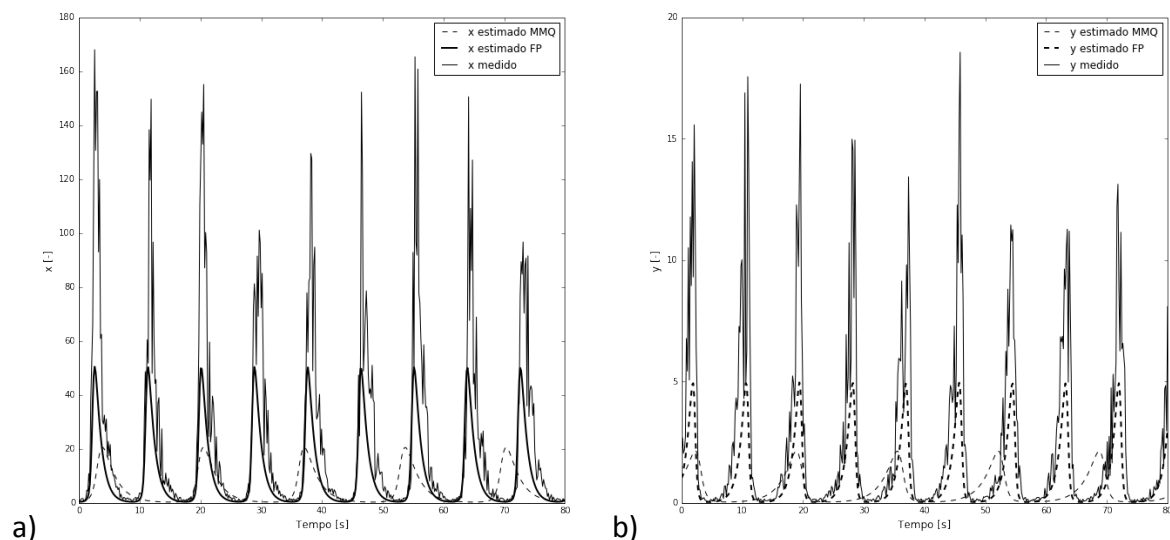 180
160
140
120
100
80
60
40
20
0
x [-]
0 10 20 30 40 50 60 70 80
Tempo [s]
x estimado MMQ
x estimado FP
x medido
a)
20
15
10
5
0
y [-]
0 10 20 30 40 50 60 70 80
Tempo [s]
y estimado MMQ
y estimado FP
y medido
b)